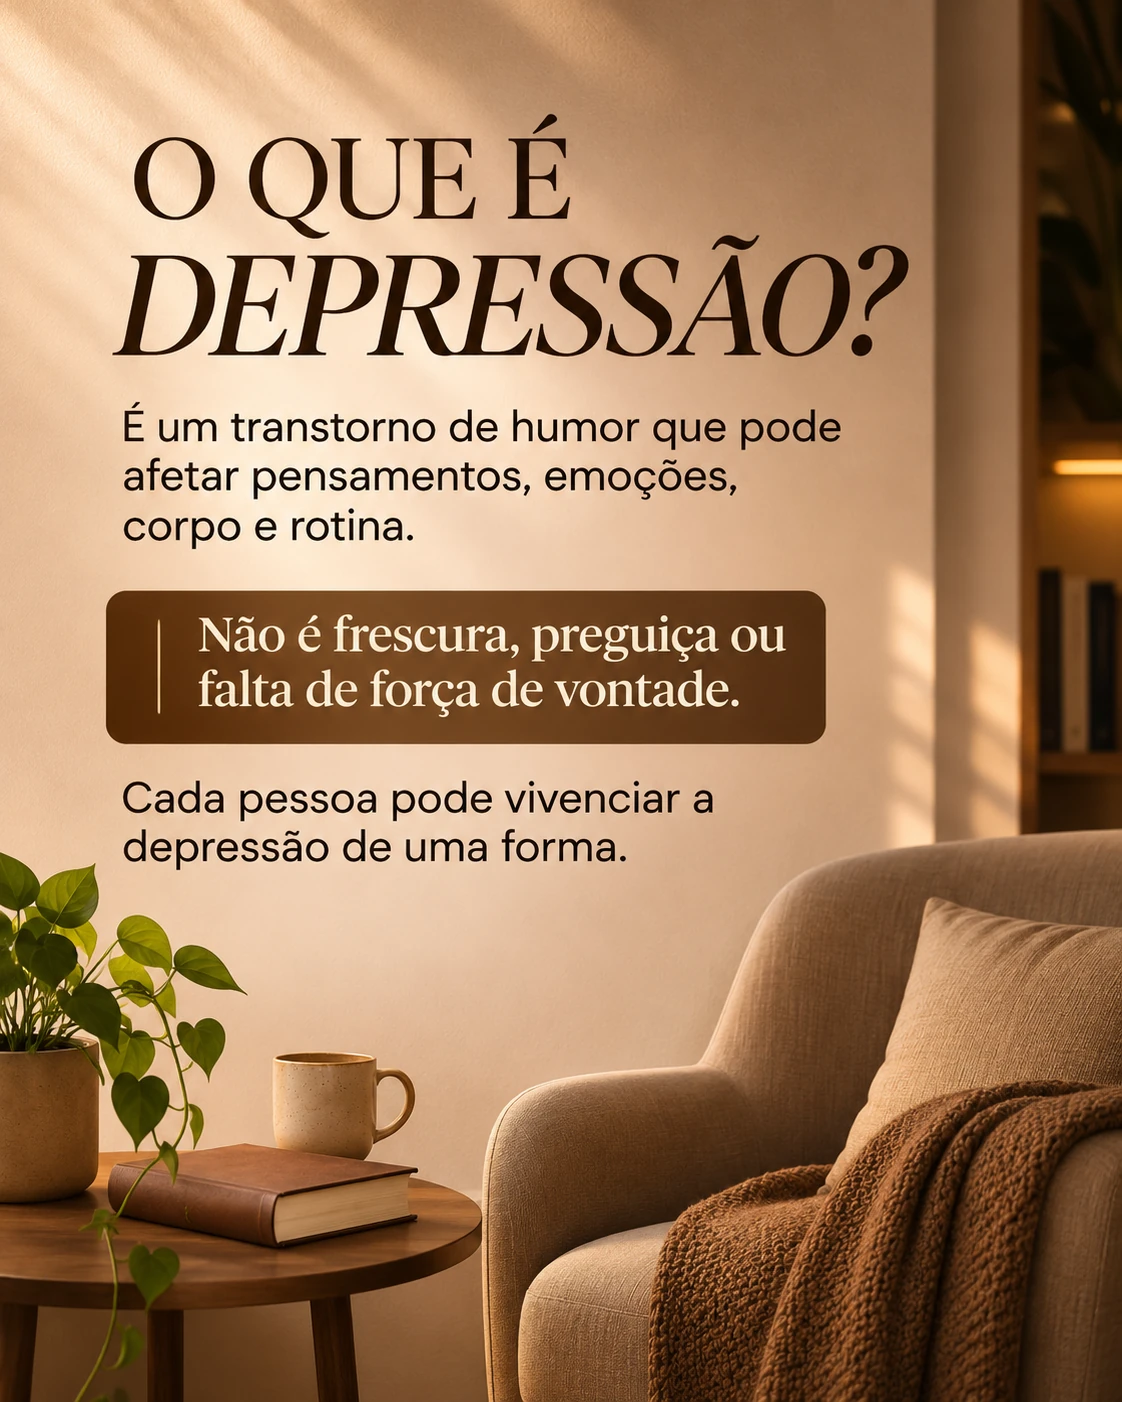 O QUE É
DEPRESSÃO?
É um transtorno de humor que pode
afetar pensamentos, emoções,
corpo e rotina.
Não é frescura, preguiça ou
falta de força de vontade.
Cada pessoa pode vivenciar a
depressão de uma forma.